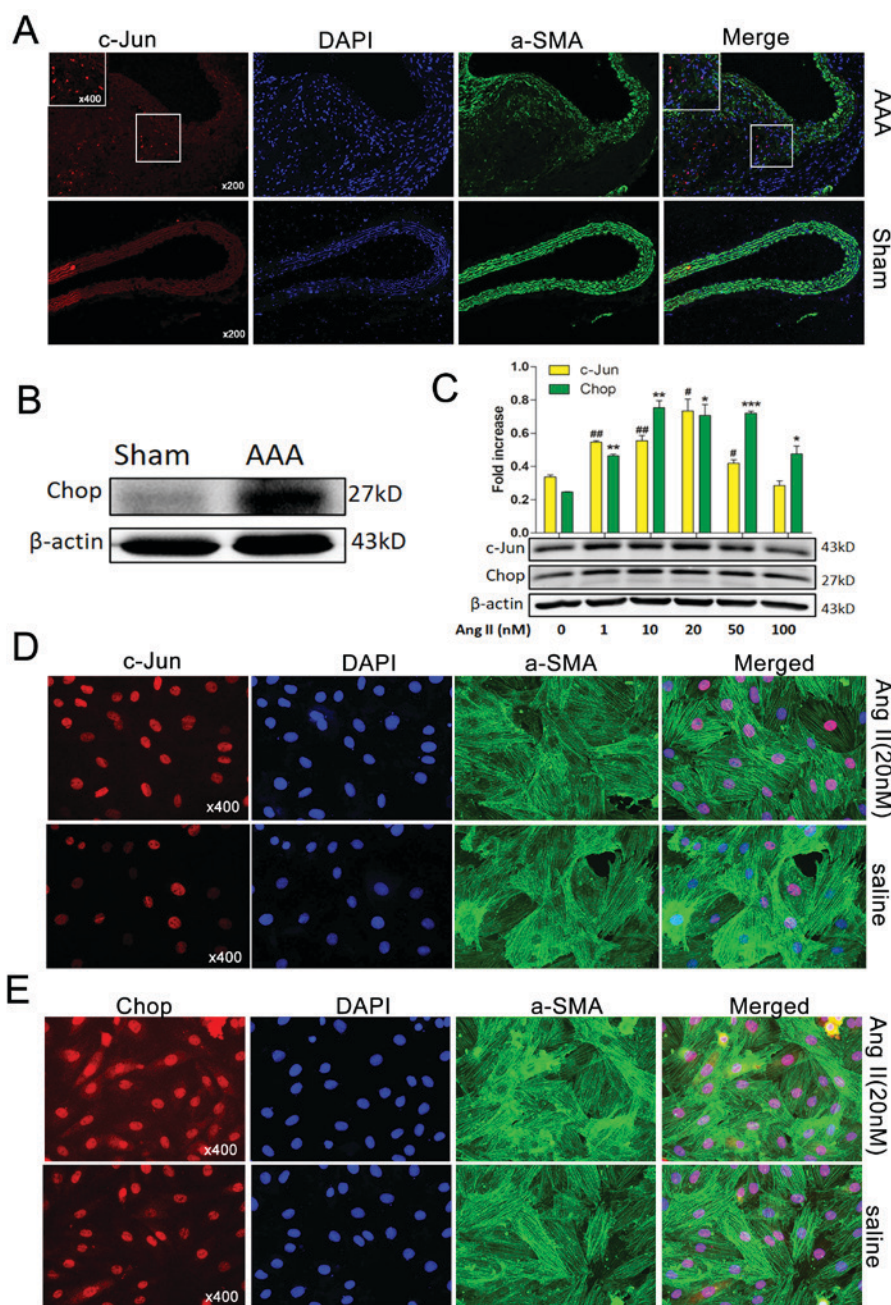 A
c-Jun DAPI a-SMA Merge
x400
x200
AAA
x200
Sham
B
Sham AAA
Chop 27kD
β-actin 43kD
C
c-Jun
Chop
Fold increase
1.0
0.8
0.6
0.4
0.2
0.0
## ** ## ** # * # *** *
c-Jun 43kD
Chop 27kD
β-actin 43kD
Ang II (nM) 0 1 10 20 50 100
D
c-Jun DAPI a-SMA Merged
x400
Ang II(20nM)
x400
saline
E
Chop DAPI a-SMA Merged
x400
Ang II(20nM)
x400
saline